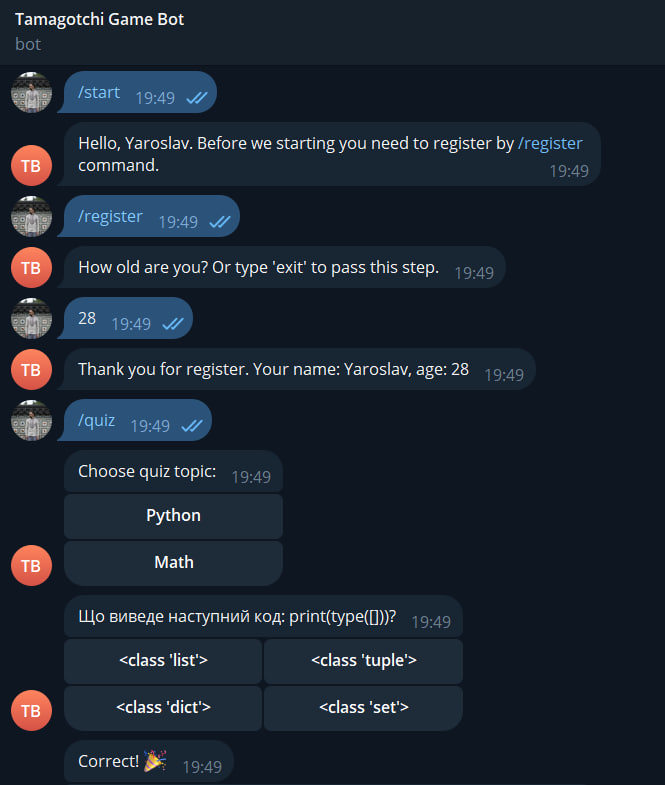 Tamagotchi Game Bot
bot
/start 19:49
Hello, Yaroslav. Before we starting you need to register by /register
command. 19:49
TB
/register 19:49
How old are you? Or type 'exit' to pass this step. 19:49
TB
28 19:49
Thank you for register. Your name: Yaroslav, age: 28 19:49
TB
/quiz 19:49
Choose quiz topic: 19:49
Python
Math
TB
Що виведе наступний код: print(type([]))? 19:49
<class 'list'> <class 'tuple'>
<class 'dict'> <class 'set'>
TB
Correct! 🎉 19:49